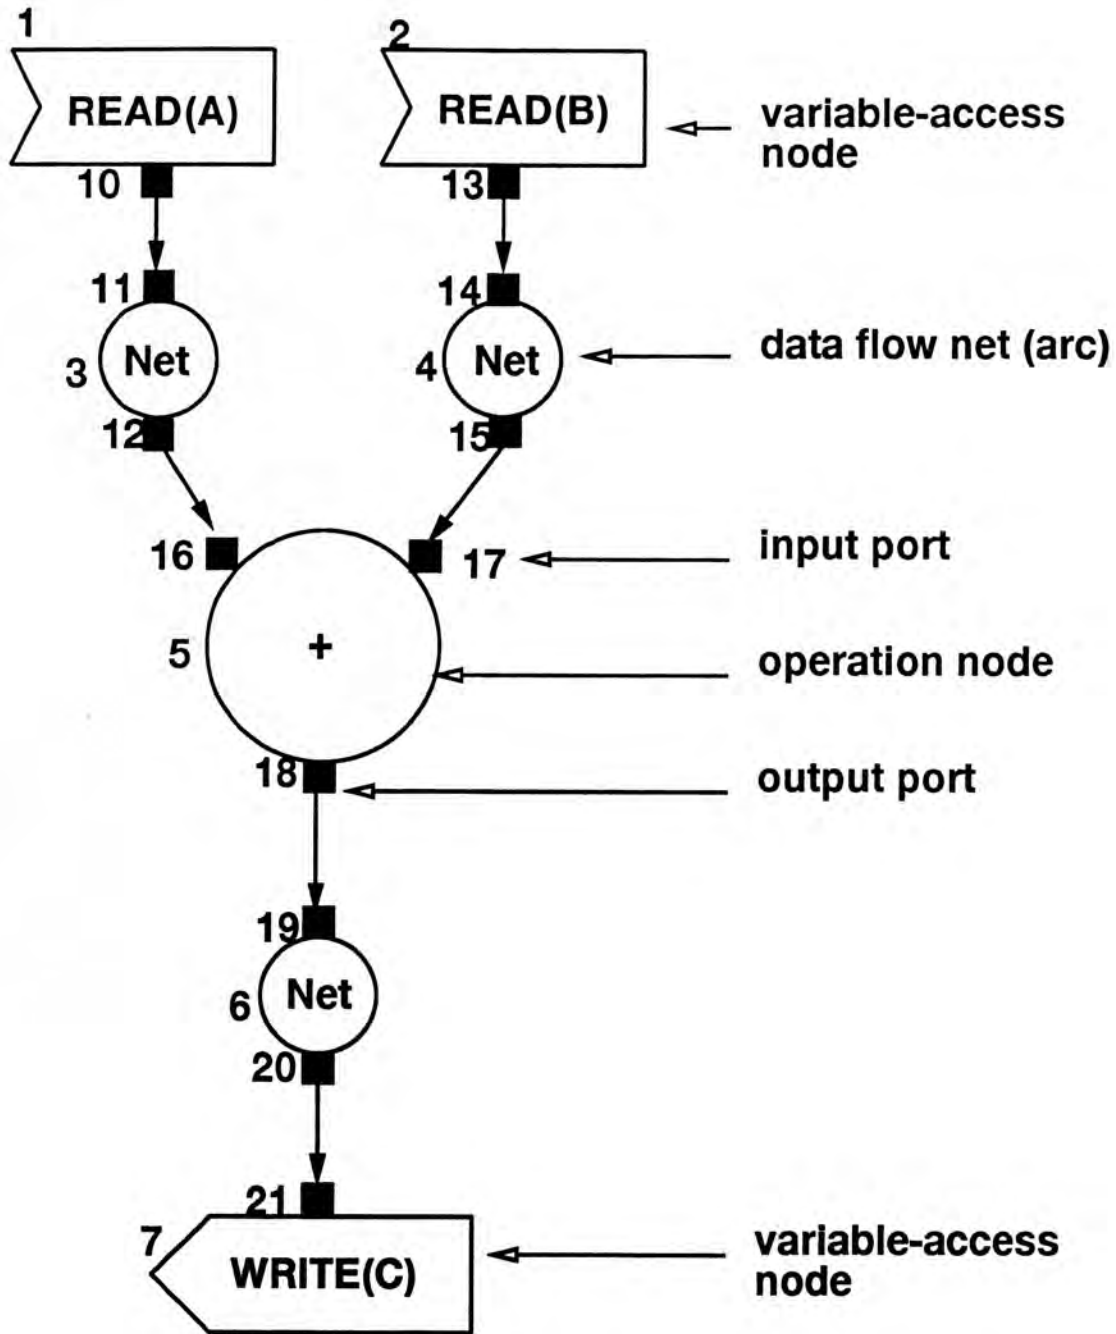 1
2
READ(A)
READ(B)
variable-access
node
10
13
11
14
3
Net
4
Net
data flow net (arc)
12
15
16
17
input port
5
+
operation node
18
output port
19
6
Net
20
21
7
WRITE(C)
variable-access
node